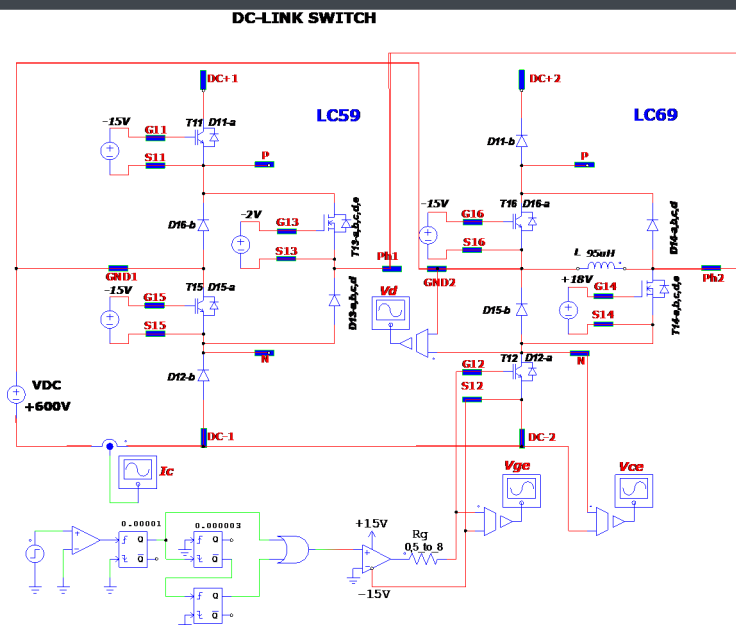 DC-LINK SWITCH
DC+1
DC+2
-15V
G11
T11
D11-a
LC59
LC69
D11-b
S11
P
P
-2V
G13
S13
D16-b
T13-a,b,c,d,e
-15V
G16
S16
T16
D16-a
D14-a,b,c,d
L 95uH
Ph1
GND1
GND2
Ph2
-15V
G15
S15
T15
D15-a
D13-a,b,c,d
Vd
+18V
G14
S14
T14-a,b,c,d,e
D15-b
N
N
D12-b
G12
S12
T12
D12-a
VDC
+600V
DC-1
DC-2
Ic
Vge
Vce
0.00001
0.000003
Q
Q
Q
Q
Q
Q
+15V
Rg
0,5_to_8
-15V